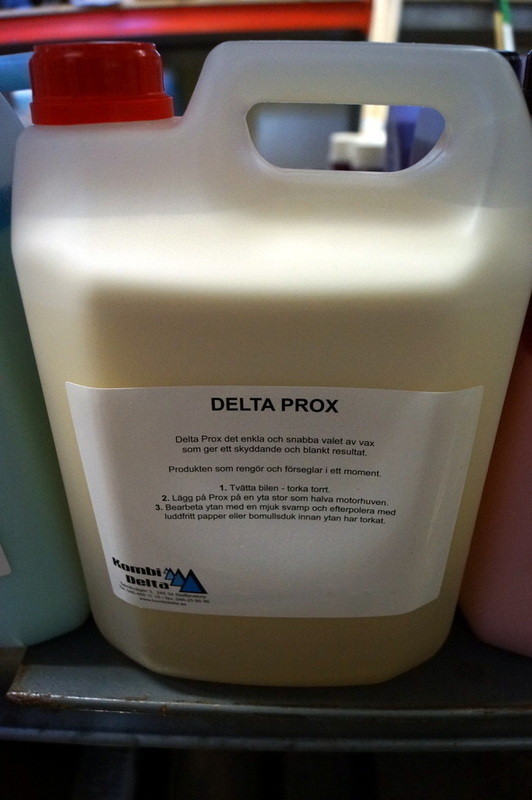 DELTA PROX
Delta Prox det enkla och snabba valet av vax
som ger ett skyddande och blankt resultat.
Produkten som rengör och förseglar i ett moment.
1. Tvätta bilen - torka torrt.
2. Lägg på Prox på en yta stor som halva motorhuven.
3. Bearbeta ytan med en mjuk svamp och efterpolera med
luddfritt papper eller bomullsduk innan ytan har torkat.
Kombi
Delta